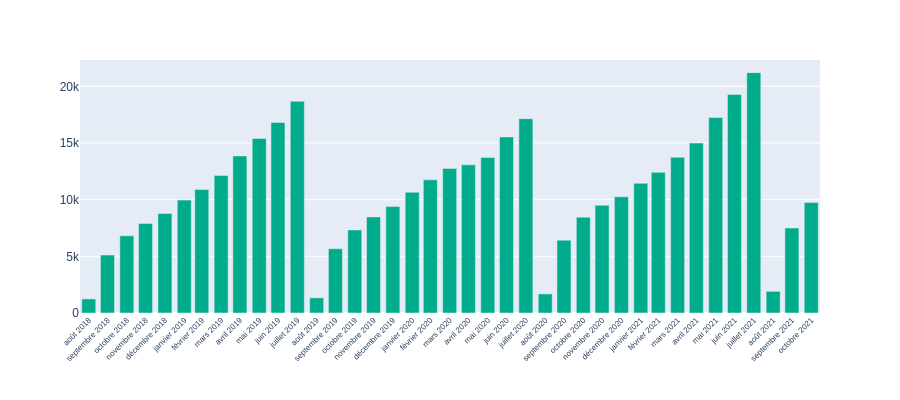 20k
15k
10k
5k
0
août 2018
septembre 2018
octobre 2018
novembre 2018
décembre 2018
janvier 2019
février 2019
mars 2019
avril 2019
mai 2019
juin 2019
juillet 2019
août 2019
septembre 2019
octobre 2019
novembre 2019
décembre 2019
janvier 2020
février 2020
mars 2020
avril 2020
mai 2020
juin 2020
juillet 2020
août 2020
septembre 2020
octobre 2020
novembre 2020
décembre 2020
janvier 2021
février 2021
mars 2021
avril 2021
mai 2021
juin 2021
juillet 2021
août 2021
septembre 2021
octobre 2021